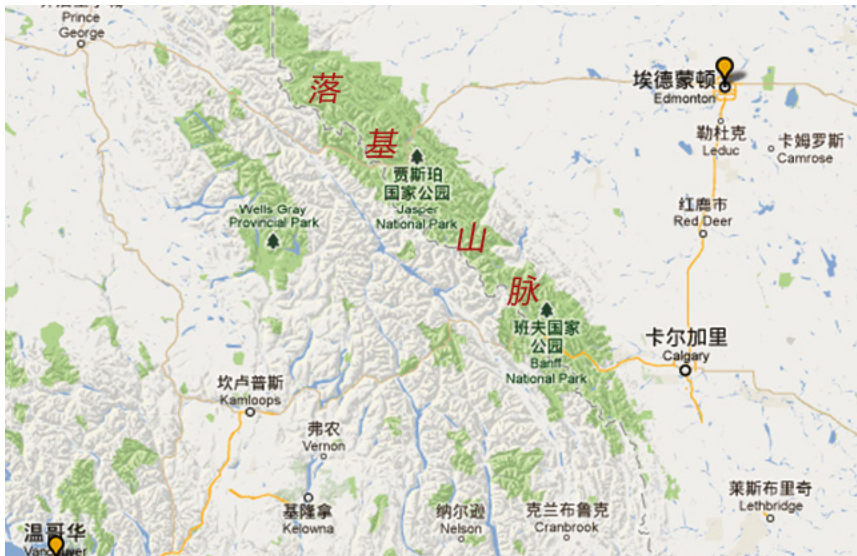 Prince
George
埃德蒙顿
Edmonton
落
基
山
脉
勒杜克
Leduc
卡姆罗斯
Camrose
贾斯珀
国家公园
Jasper
National Park
红鹿市
Red Deer
Wells Gray
Provincial Park
班夫国家
公园
Banff
National Park
卡尔加里
Calgary
坎卢普斯
Kamloops
弗农
Vernon
基隆拿
Kelowna
纳尔逊
Nelson
克兰布鲁克
Cranbrook
莱斯布里奇
Lethbridge
温哥华
Vancouver